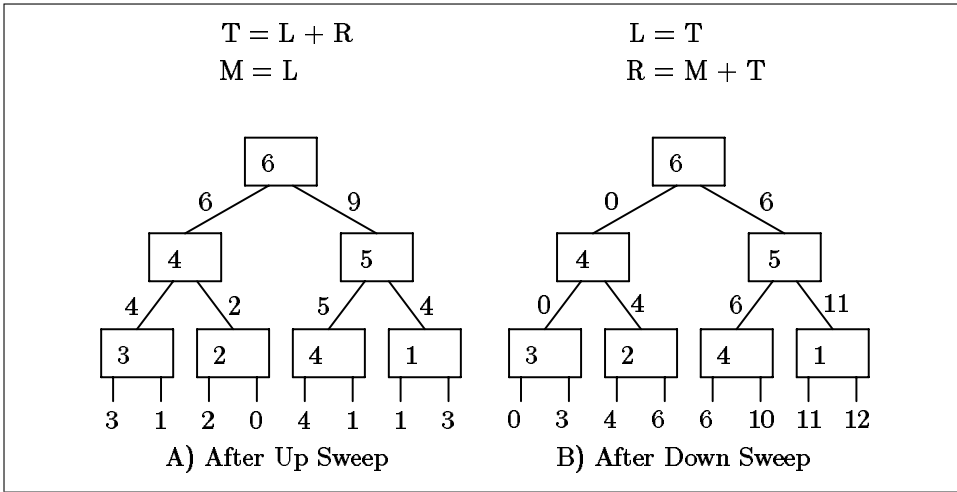 T = L + R L = T
M = L R = M + T
6 6
6 9 0 6
4 5 4 5
4 2 5 4 0 4 6 11
3 2 4 1 3 2 4 1
3 1 2 0 4 1 1 3 0 3 4 6 6 10 11 12
A) After Up Sweep B) After Down Sweep